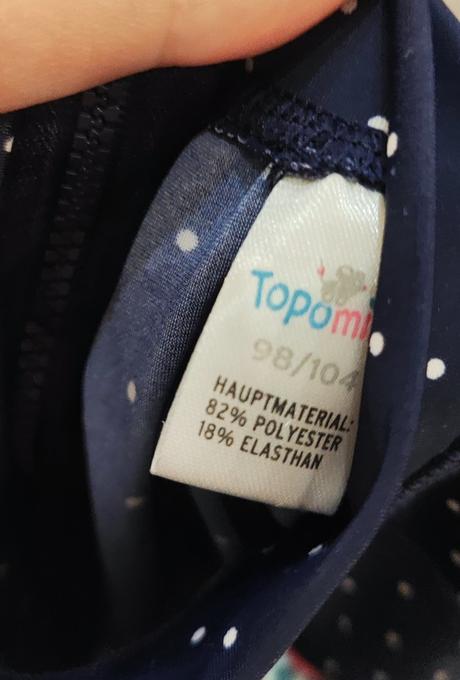 Topomi
98/104
HAUPTMATERIAL:
82% POLYESTER
18% ELASTHAN